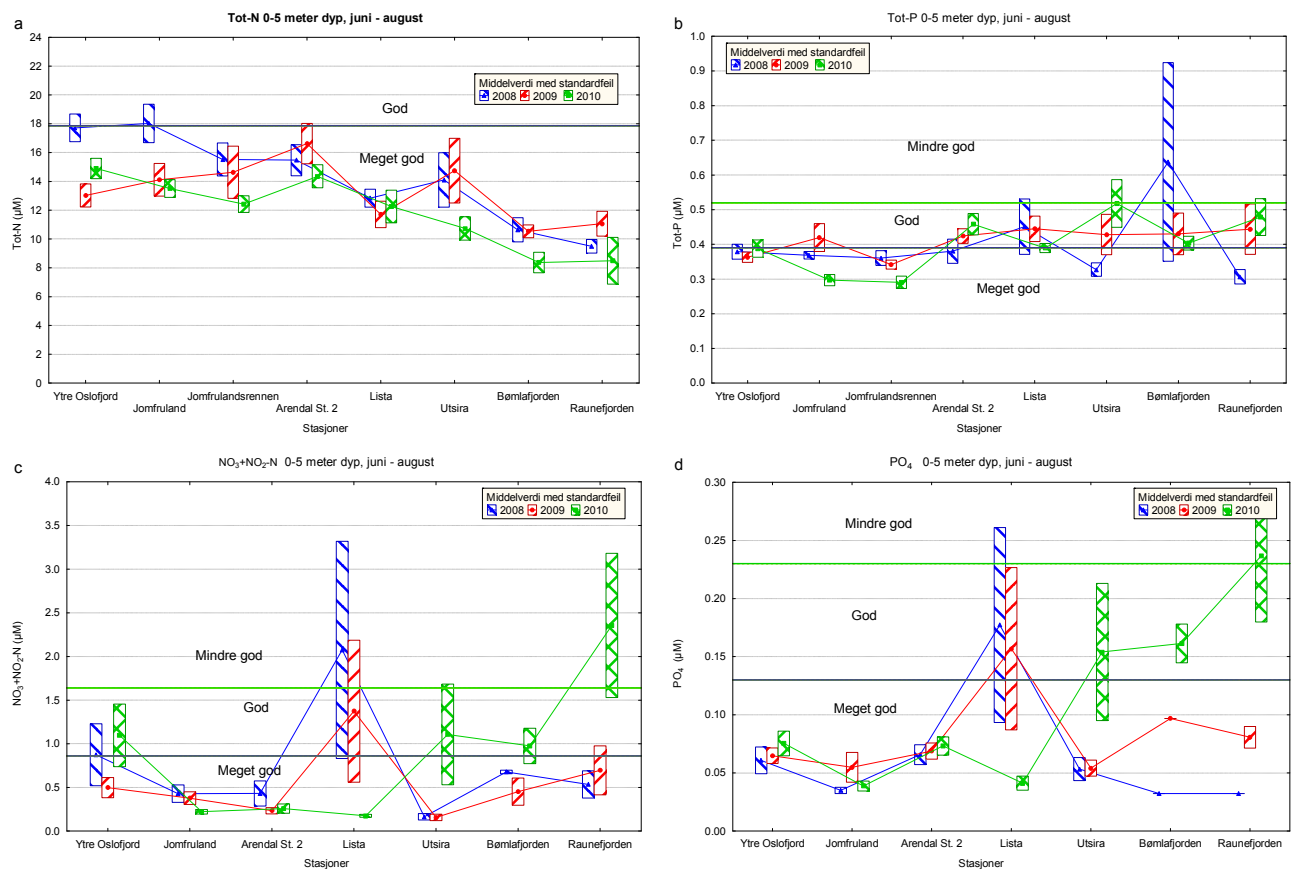 a
Tot-N 0-5 meter dyp, juni - august
24
22
20
18
16
14
12
10
8
6
4
2
0
Tot-N (µM)
Middelverdi med standardfeil
2008 2009 2010
God
Meget god
Ytre Oslofjord Jomfruland Jomfrulandsrennen Arendal St. 2 Lista Utsira Bømlafjorden Raunefjorden
Stasjoner
b
Tot-P 0-5 meter dyp, juni - august
1.0
0.9
0.8
0.7
0.6
0.5
0.4
0.3
0.2
0.1
0.0
Tot-P (µM)
Middelverdi med standardfeil
2008 2009 2010
Mindre god
God
Meget god
Ytre Oslofjord Jomfruland Jomfrulandsrennen Arendal St. 2 Lista Utsira Bømlafjorden Raunefjorden
Stasjoner
c
NO3+NO2-N 0-5 meter dyp, juni - august
4.0
3.5
3.0
2.5
2.0
1.5
1.0
0.5
0.0
NO3+NO2-N (µM)
Middelverdi med standardfeil
2008 2009 2010
Mindre god
God
Meget god
Ytre Oslofjord Jomfruland Arendal St. 2 Lista Utsira Bømlafjorden Raunefjorden
Stasjoner
d
PO4 0-5 meter dyp, juni - august
0.30
0.25
0.20
0.15
0.10
0.05
0.00
PO4 (µM)
Middelverdi med standardfeil
2008 2009 2010
Mindre god
God
Meget god
Ytre Oslofjord Jomfruland Arendal St. 2 Lista Utsira Bømlafjorden Raunefjorden
Stasjoner